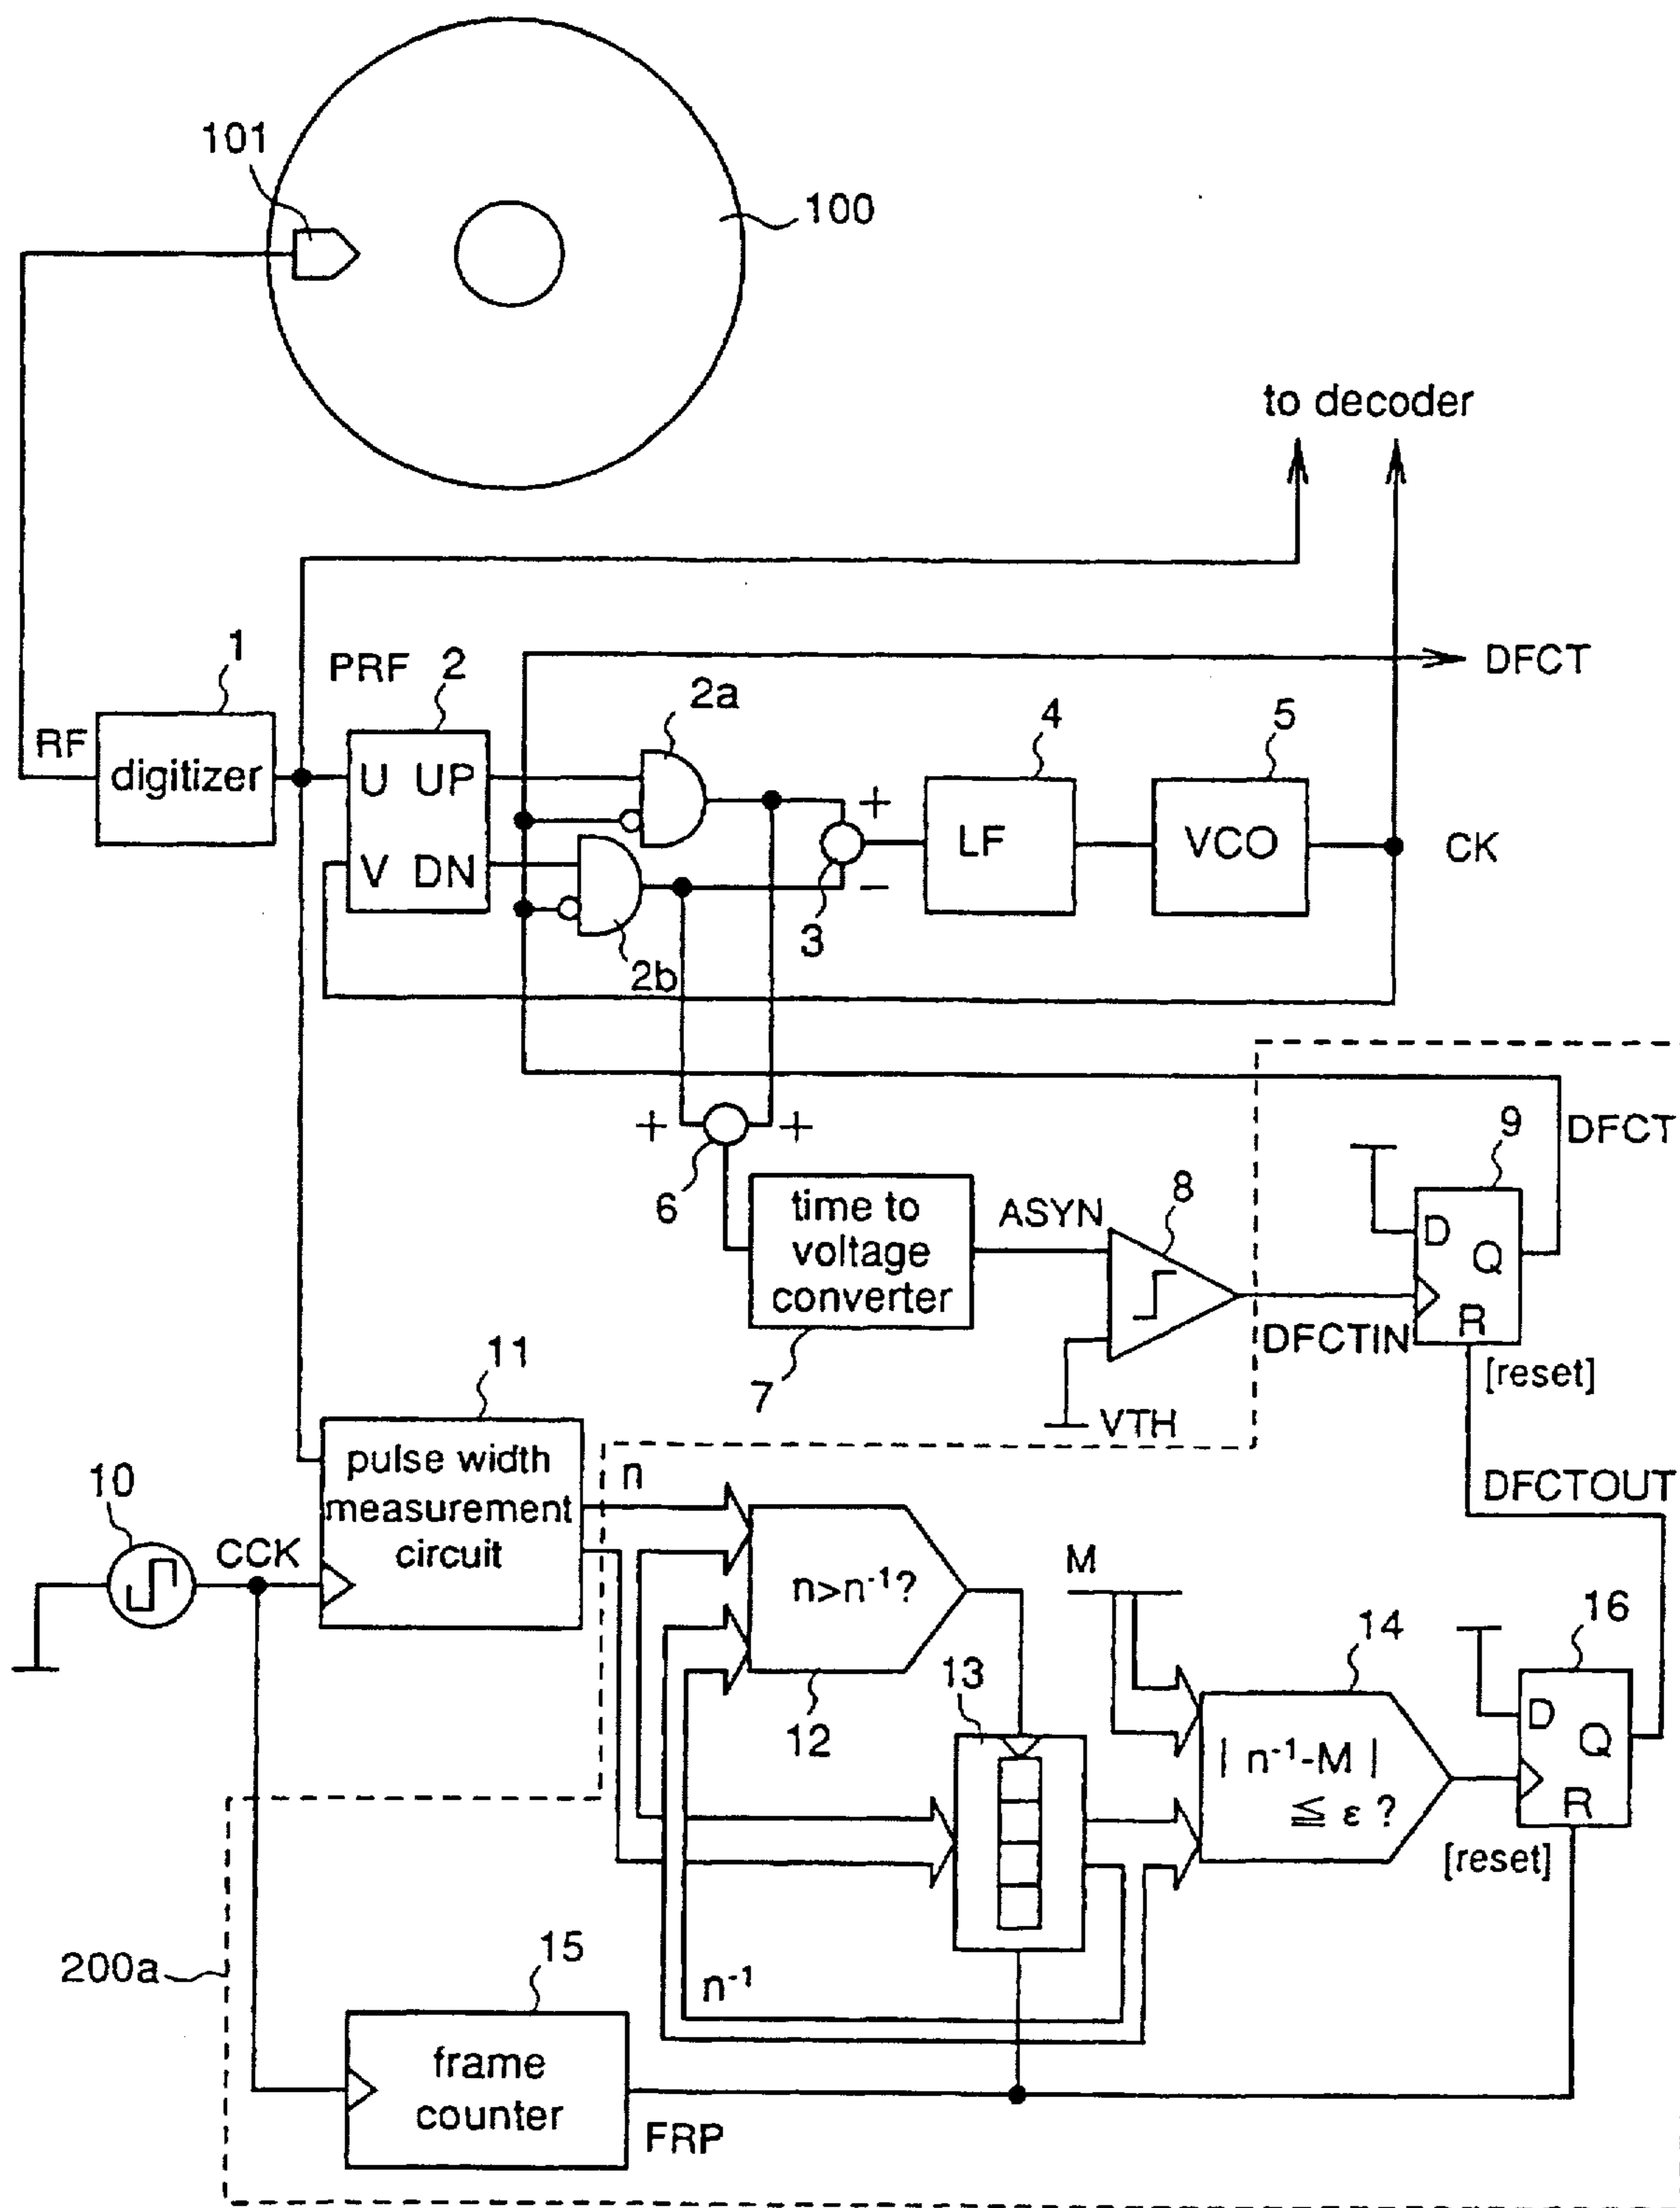 101
100
to decoder
1
PRF
2
2a
DFCT
RF
digitizer
U UP
V DN
4
5
+
LF
VCO
CK
−
3
2b
DFCT
9
+ +
6
time to
voltage
converter
ASYN
8
D
Q
R
DFCTIN
[reset]
7
VTH
11
pulse width
measurement
circuit
n
DFCTOUT
10
CCK
n>n⁻¹?
M
16
14
13
12
| n⁻¹-M |
≦ ε ?
D
Q
R
[reset]
200a
15
n⁻¹
frame
counter
FRP